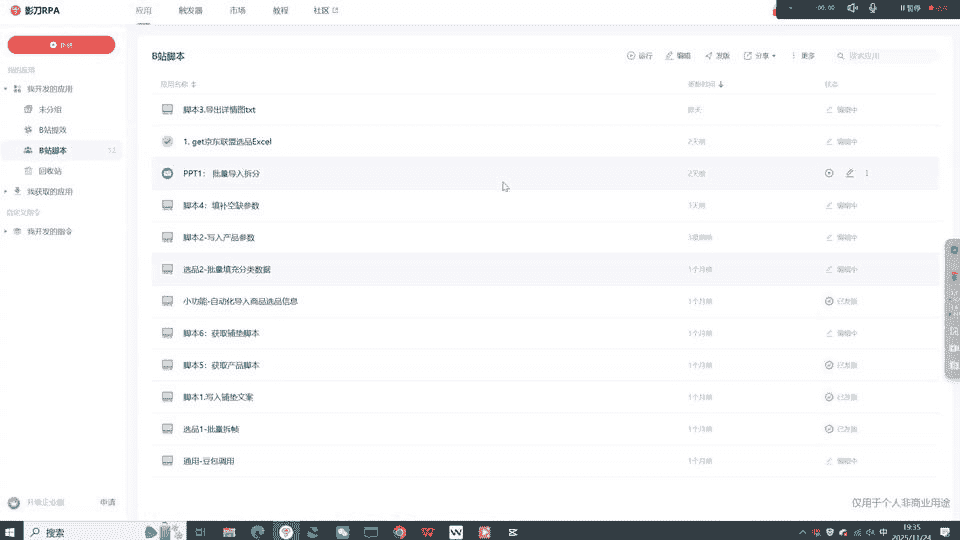 影刀RPA
应用
触发器
市场
教程
社区
暂停
新建
我的应用
我开发的应用
未分组
B站提效
B站脚本 12
回收站
我获取的应用
自定义指令
我开发的指令
升级企业版 申请
B站脚本
运行 编辑 发版 分享 更多 搜索应用
应用名称 更新时间 状态
脚本3.导出详情图txt 昨天 编辑中
1. get京东联盟选品Excel 2天前 编辑中
PPT1： 批量导入拆分 2天前
脚本4：填补空缺参数 3天前 编辑中
脚本2-写入产品参数 编辑中
选品2-批量填充分类数据 1个月前 编辑中
小功能-自动化导入商品选品信息 1个月前 已发版
脚本6：获取铺垫脚本 1个月前 编辑中
脚本5：获取产品脚本 1个月前 已发版
脚本1.写入铺垫文案 1个月前 已发版
选品1-批量拆帧 1个月前 已发版
通用-豆包调用 1个月前 编辑中
仅用于个人非商业用途
搜索
中
19:35
2025/11/24